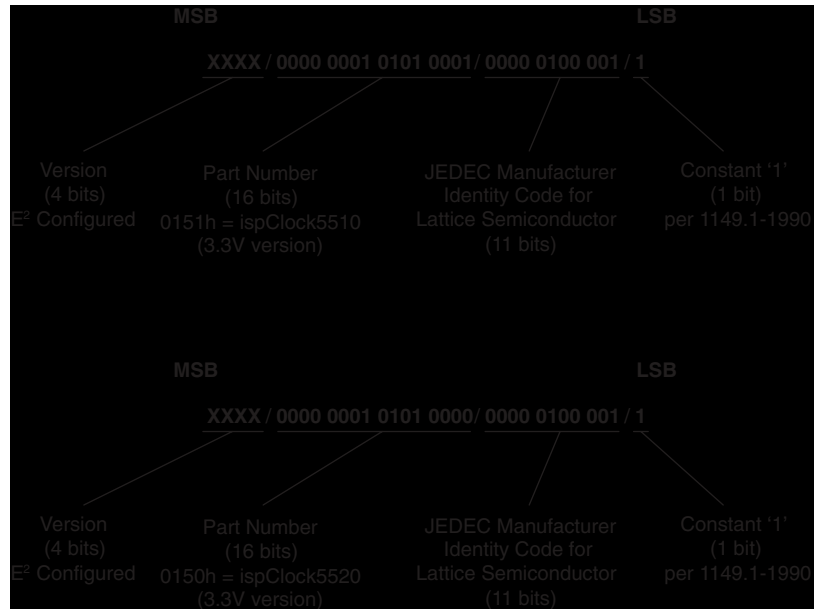 MSB LSB
XXXX / 0000 0001 0101 0001/ 0000 0100 001 / 1
Version Part Number JEDEC Manufacturer Constant ‘1’
(4 bits) (16 bits) Identity Code for (1 bit)
E² Configured 0151h = ispClock5510 Lattice Semiconductor per 1149.1-1990
(3.3V version) (11 bits)
MSB LSB
XXXX / 0000 0001 0101 0000/ 0000 0100 001 / 1
Version Part Number JEDEC Manufacturer Constant ‘1’
(4 bits) (16 bits) Identity Code for (1 bit)
E² Configured 0150h = ispClock5520 Lattice Semiconductor per 1149.1-1990
(3.3V version) (11 bits)